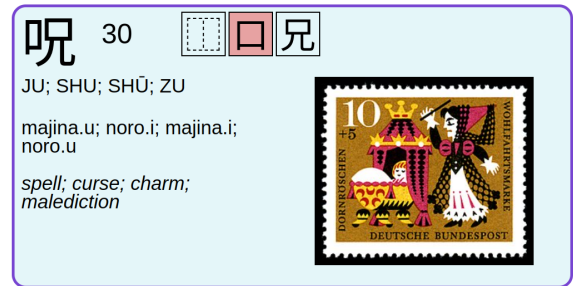 呪 30 口 兄
JU; SHU; SHŪ; ZU
majina.u; noro.i; majina.i;
noro.u
spell; curse; charm;
malediction
10
+5
DORNRÖSCHEN
WOHLFAHRTSMARKE
DEUTSCHE BUNDESPOST